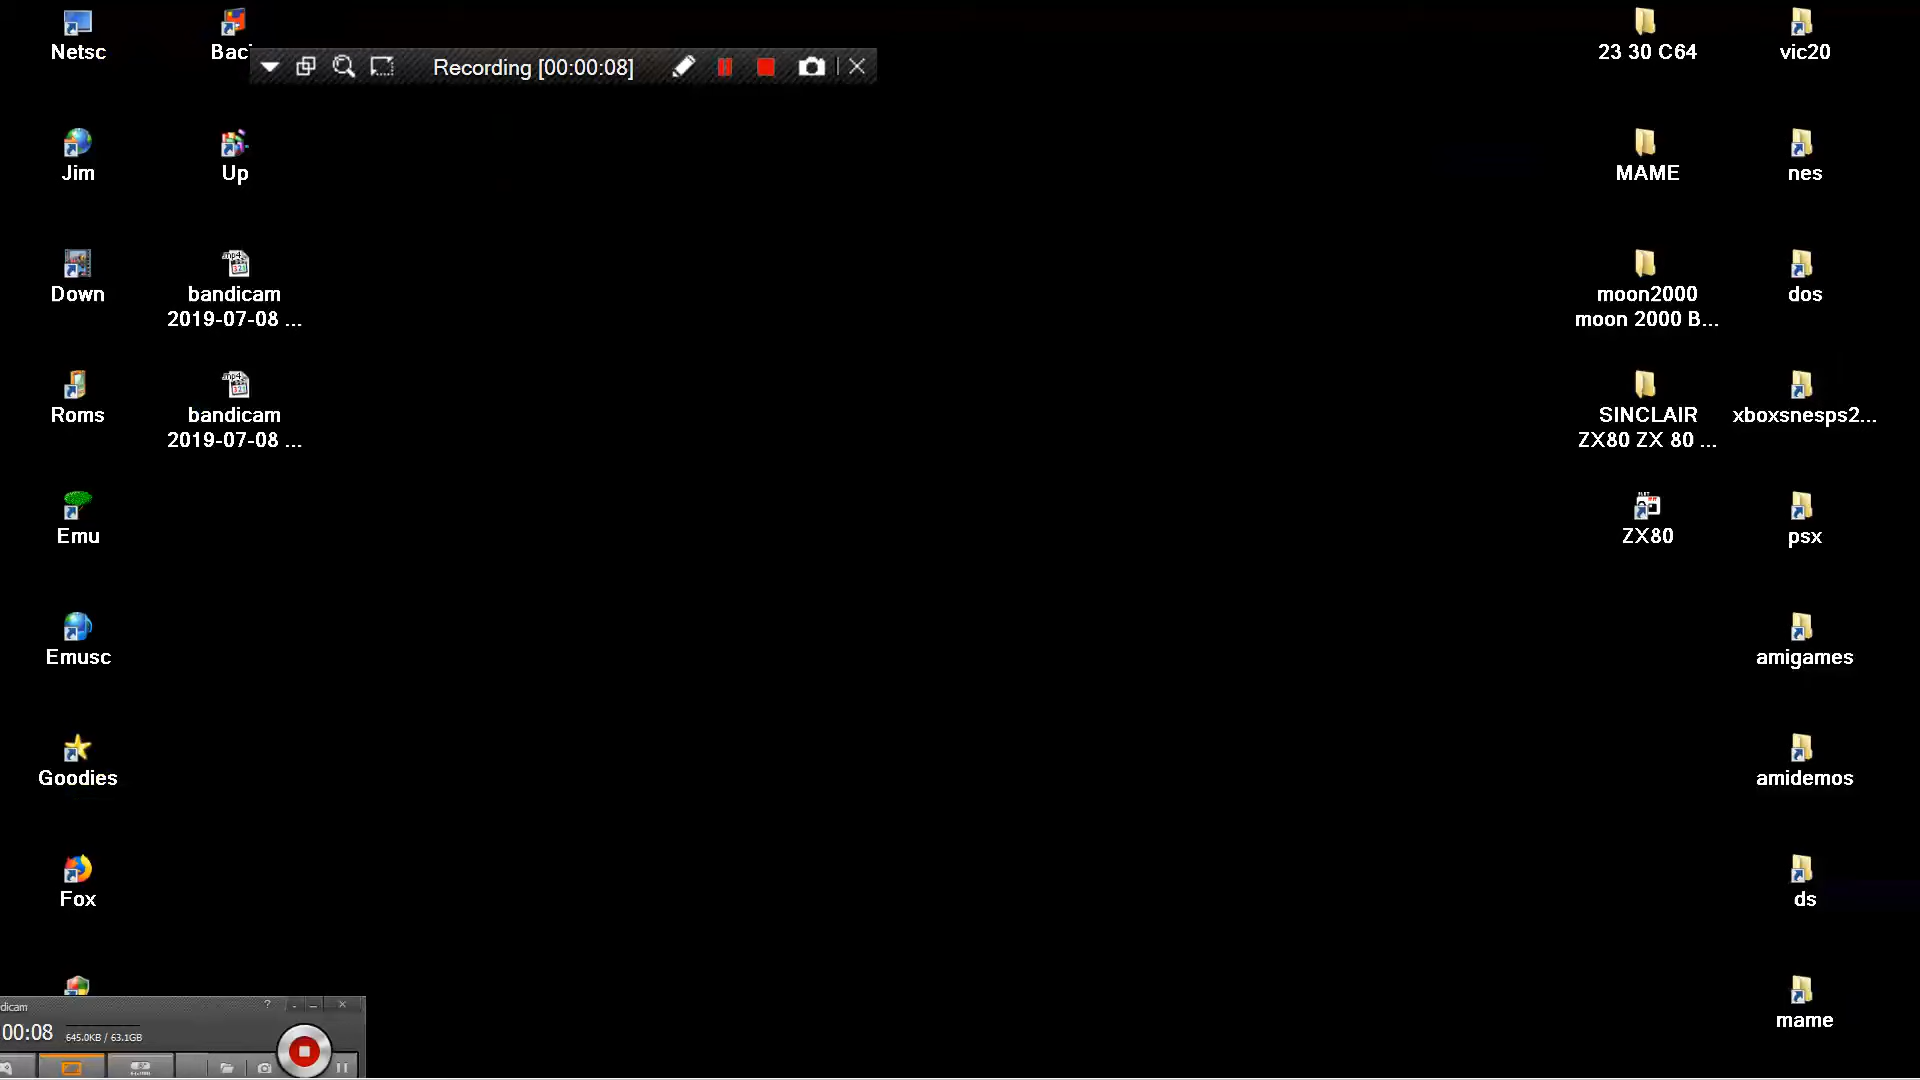 Netsc
Bac
Recording [00:00:08]
23 30 C64
vic20
Jim
Up
MAME
nes
Down
bandicam
2019-07-08 ...
moon2000
moon 2000 B...
dos
Roms
bandicam
2019-07-08 ...
SINCLAIR
ZX80 ZX 80 ...
xboxsnesps2...
Emu
ZX80
psx
Emusc
amigames
Goodies
amidemos
Fox
ds
mame
dicam
?
00:08
645.0KB / 63.1GB